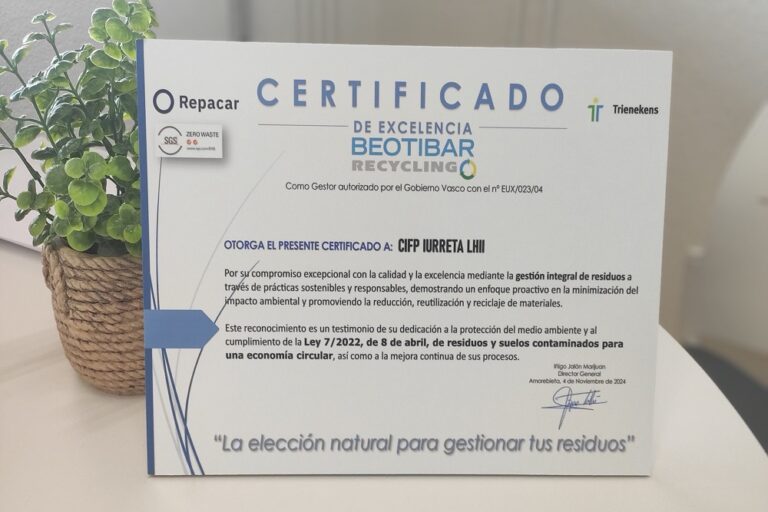 CERTIFICADO
Repacar
Trienekens
SGS
ZERO WASTE
DE EXCELENCIA
BEOTIBAR
RECYCLING
Como Gestor autorizado por el Gobierno Vasco con el nº EUX/023/04
OTORGA EL PRESENTE CERTIFICADO A: CIFP IURRETA LHII
Por su compromiso excepcional con la calidad y la excelencia mediante la gestión integral de residuos a
través de prácticas sostenibles y responsables, demostrando un enfoque proactivo en la minimización del
impacto ambiental y promoviendo la reducción, reutilización y reciclaje de materiales.
Este reconocimiento es un testimonio de su dedicación a la protección del medio ambiente y al
cumplimiento de la Ley 7/2022, de 8 de abril, de residuos y suelos contaminados para
una economía circular, así como a la mejora continua de sus procesos.
Iñigo Jalón Marijuan
Director General
Amorebieta, 4 de Noviembre de 2024
“La elección natural para gestionar tus residuos”